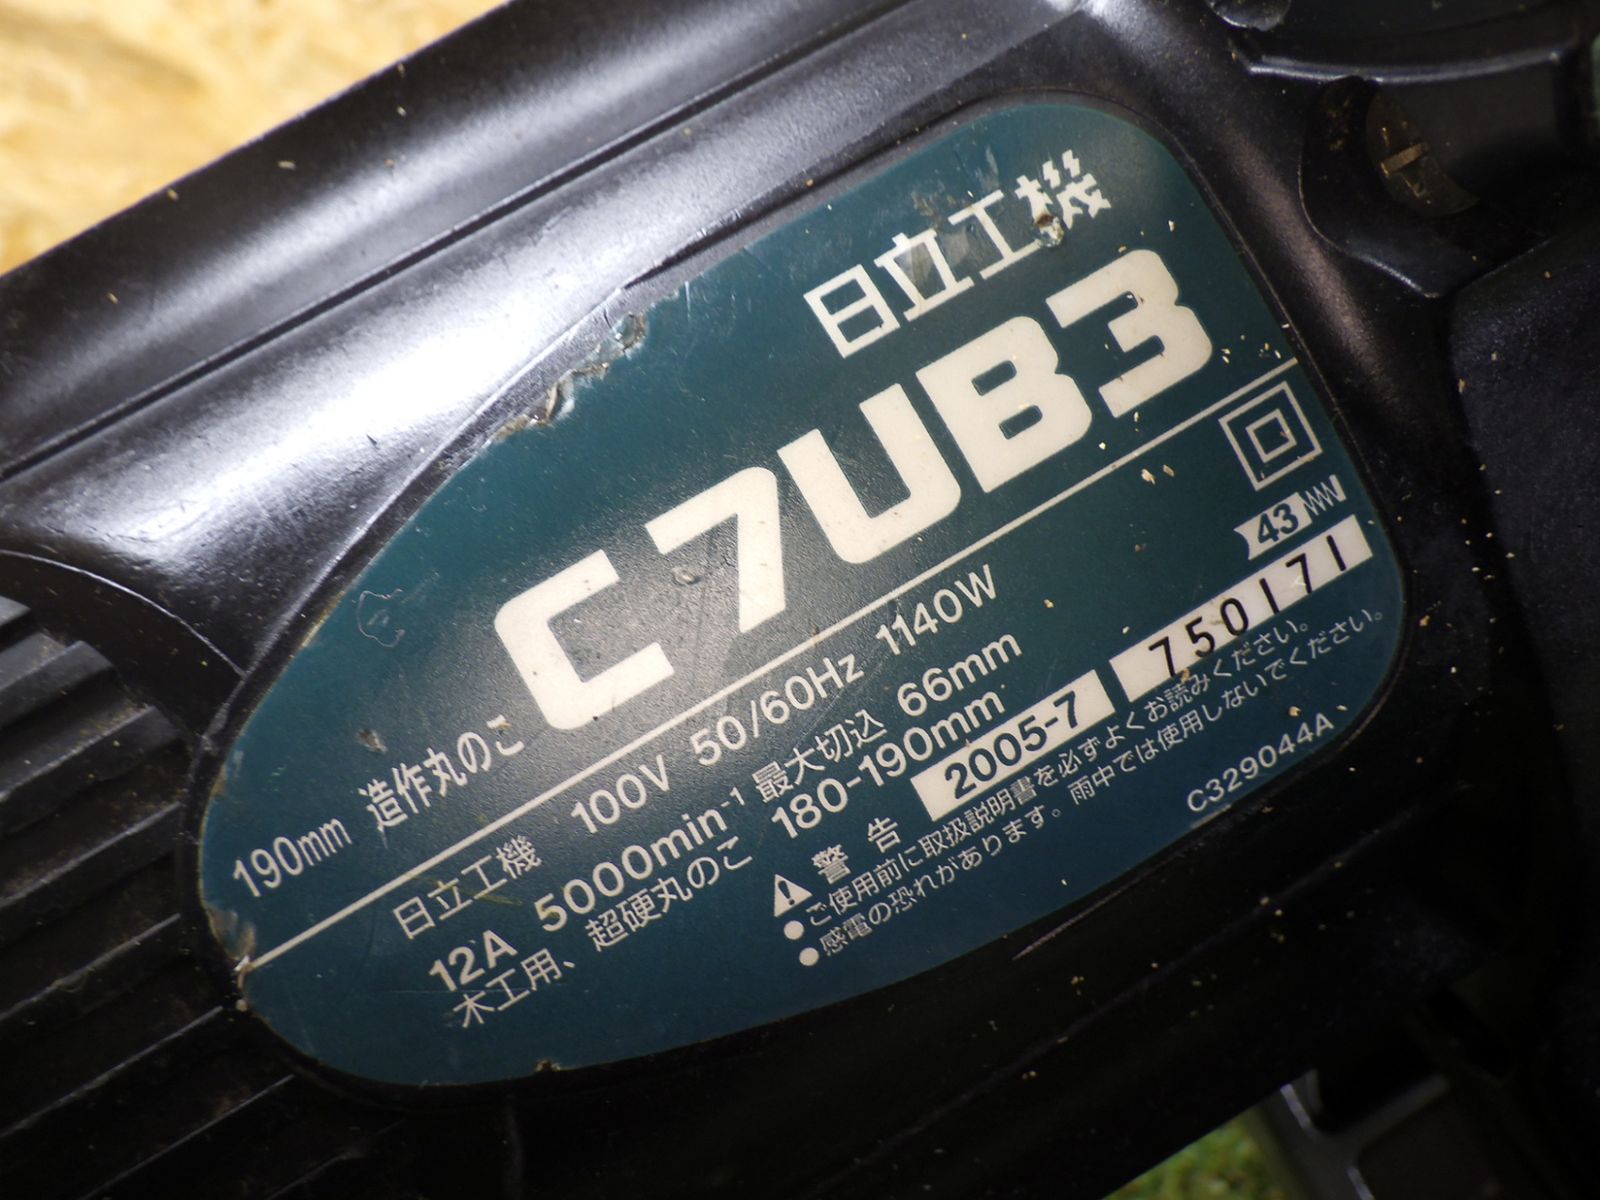 日立工機
C7UB3
190mm 造作丸のこ
日立工機 100V 50/60Hz 1140W
12A 5000min⁻¹ 最大切込 66mm
木工用、超硬丸のこ 180-190mm
43
2005-7 750171
⚠ 警告
●ご使用前に取扱説明書を必ずよくお読みください。
●感電の恐れがあります。雨中では使用しないでください。
C329044A